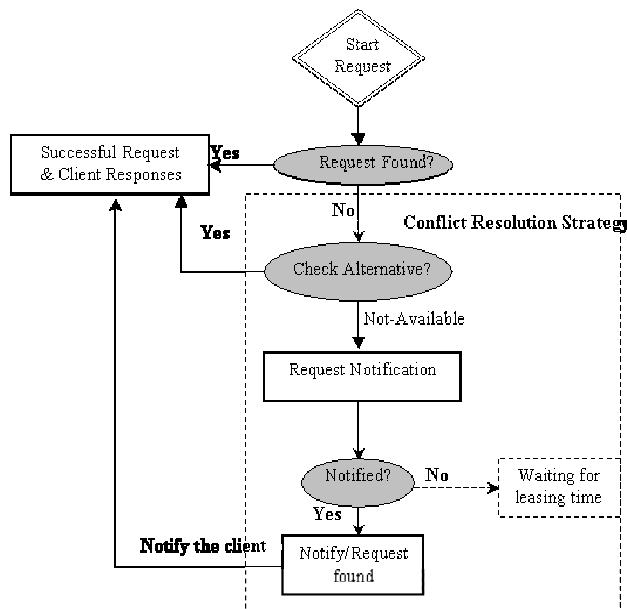 Start
Request
Successful Request
& Client Responses
Yes
Request Found?
No
Conflict Resolution Strategy
Yes
Check Alternative?
Not-Available
Request Notification
Notified?
No
Waiting for
leasing time
Yes
Notify the client
Notify/Request
found